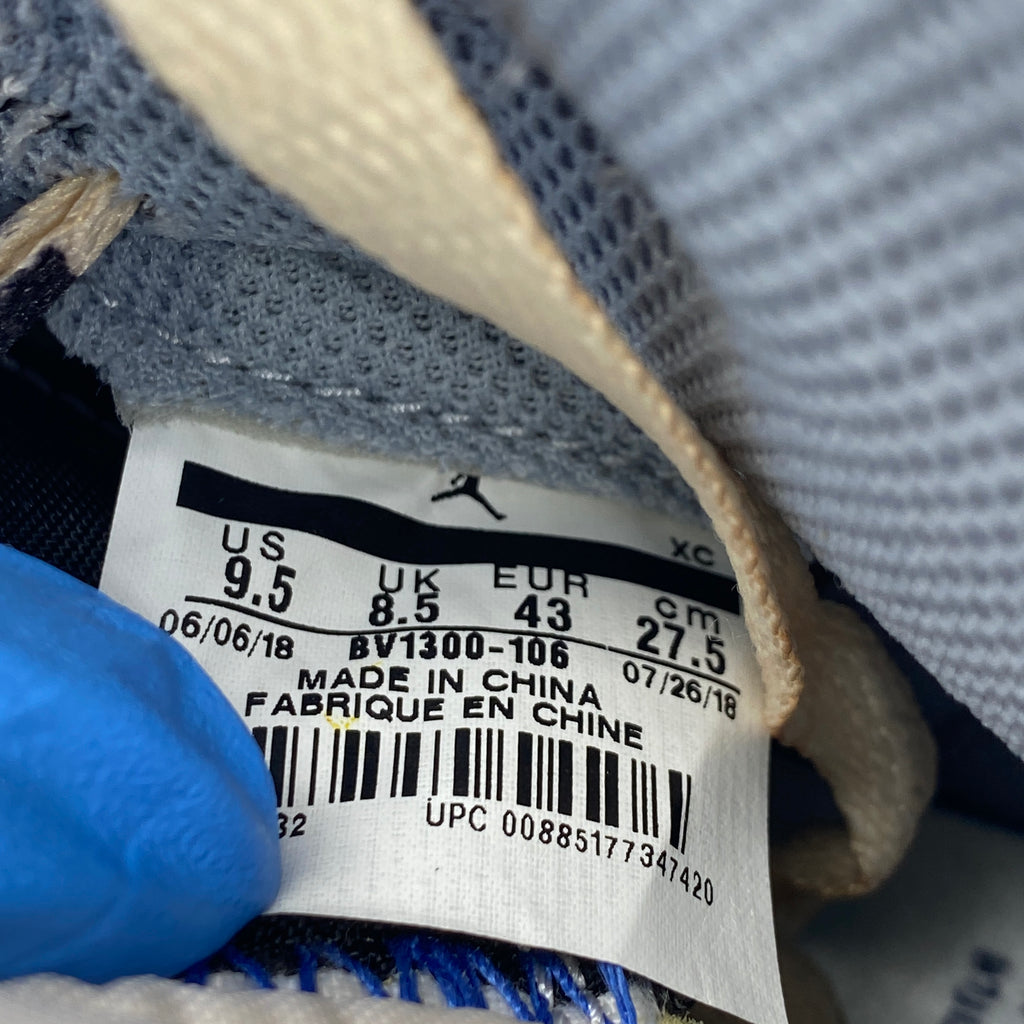 XC
US UK EUR cm
9.5 8.5 43 27.5
06/06/18 BV1300-106 07/26/18
MADE IN CHINA
FABRIQUE EN CHINE
32 UPC 00885177347420